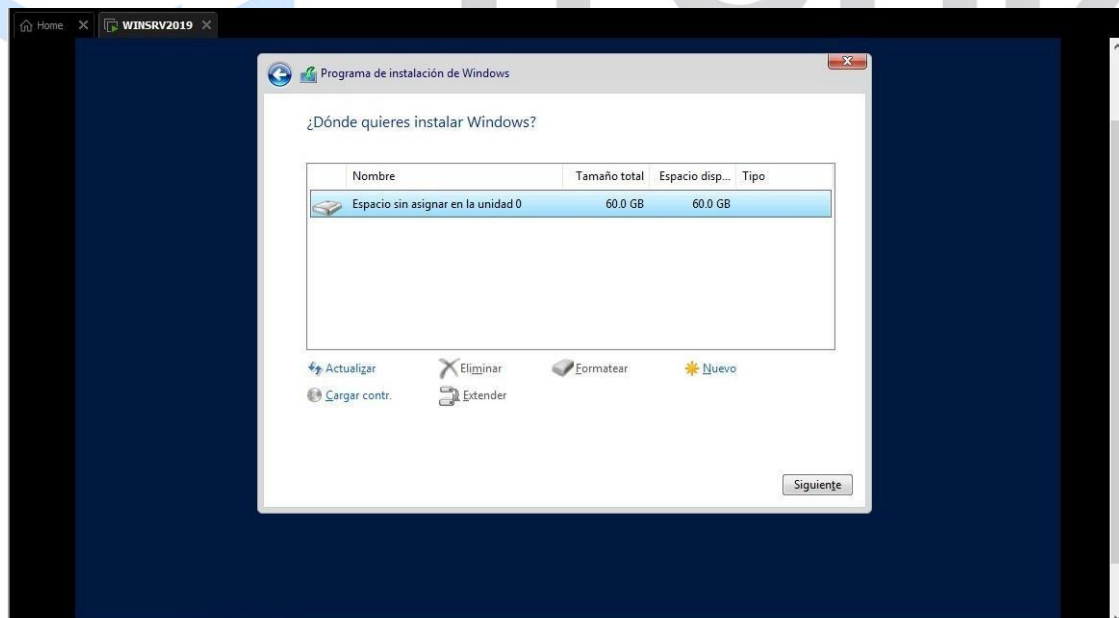 Home WINSRV2019
Programa de instalación de Windows
¿Dónde quieres instalar Windows?
Nombre Tamaño total Espacio disp... Tipo
Espacio sin asignar en la unidad 0 60.0 GB 60.0 GB
Actualizar Eliminar Formatear Nuevo
Cargar contr. Extender
Siguiente